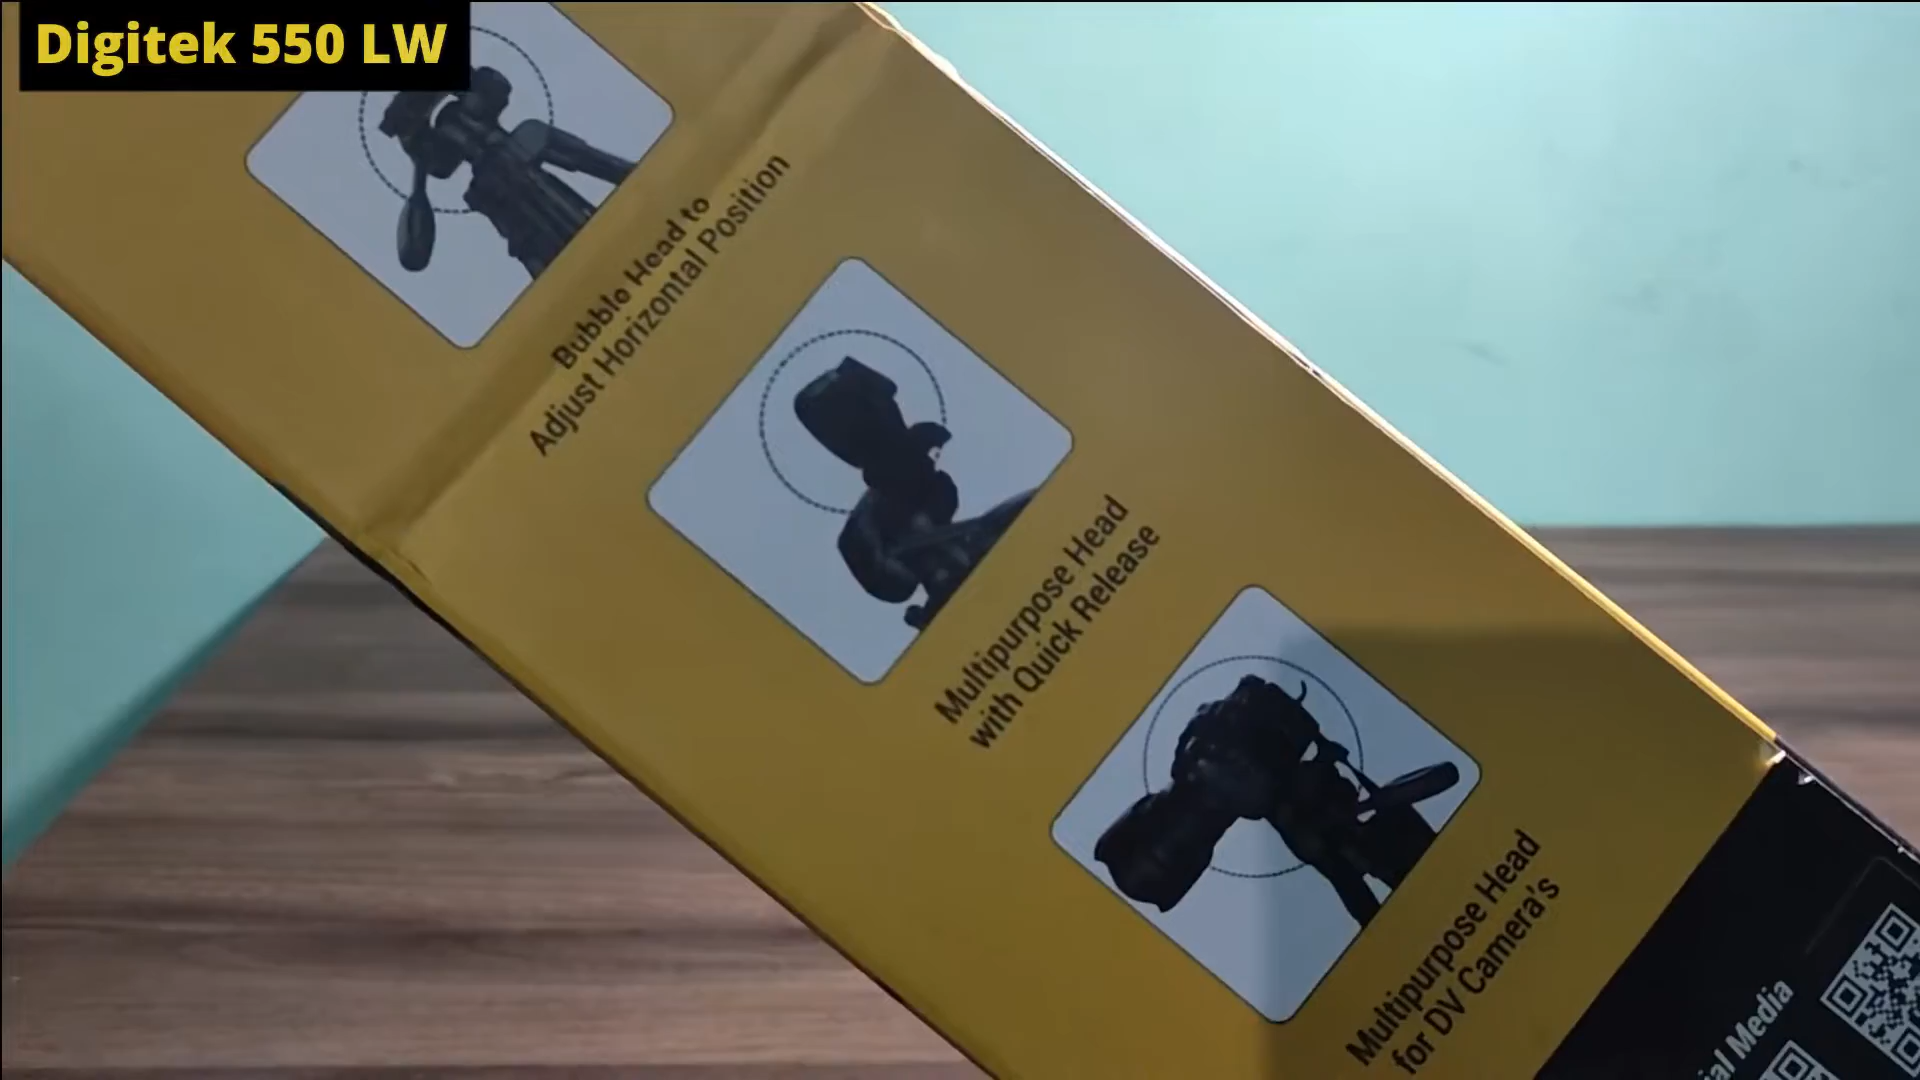 Digitek 550 LW
Bubble Head to
Adjust Horizontal Position
Multipurpose Head
with Quick Release
Multipurpose Head
for DV Camera's
Media